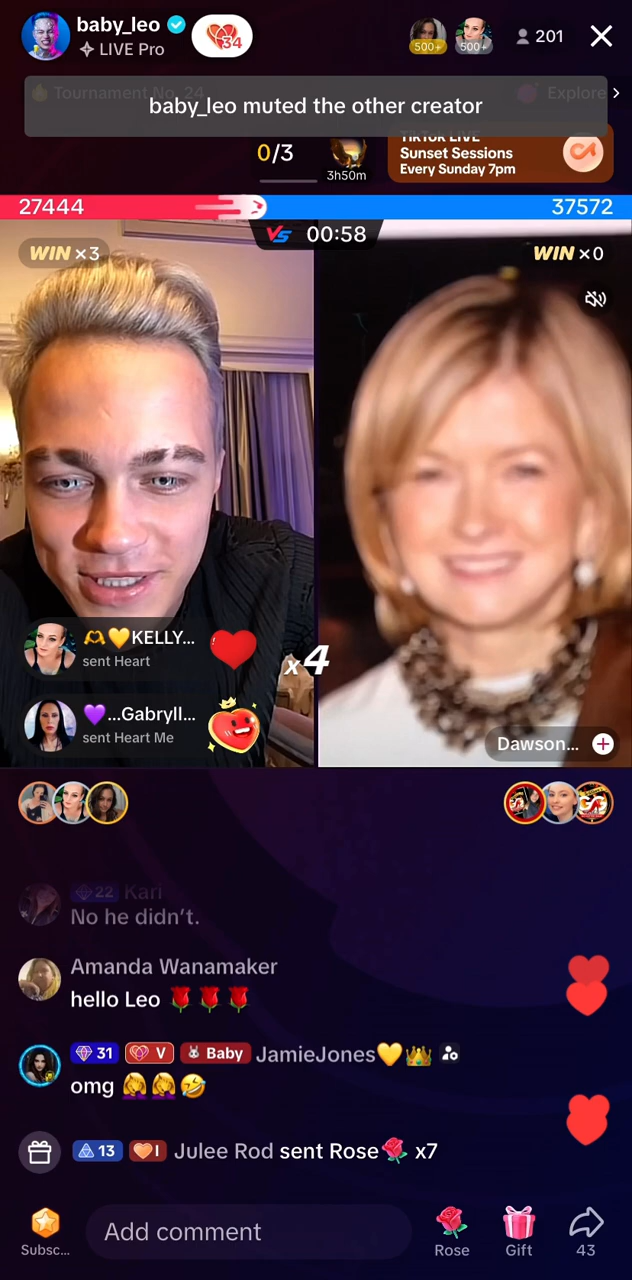 baby_leo
LIVE Pro
34
500+
500+
201
Tournament No. 24
Explore
baby_leo muted the other creator
0/3
3h50m
TikTok LIVE
Sunset Sessions
Every Sunday 7pm
27444
37572
VS 00:58
WIN ×3
WIN ×0
🫶💛KELLY...
sent Heart
x4
💜...Gabryll...
sent Heart Me
Dawson...
22 Kari
No he didn’t.
Amanda Wanamaker
hello Leo 🌹🌹🌹
31 V Baby JamieJones💛👑
omg 🤦‍♀️🤦‍♀️🤣
13 I Julee Rod sent Rose🌹 x7
Subsc...
Add comment
Rose
Gift
43